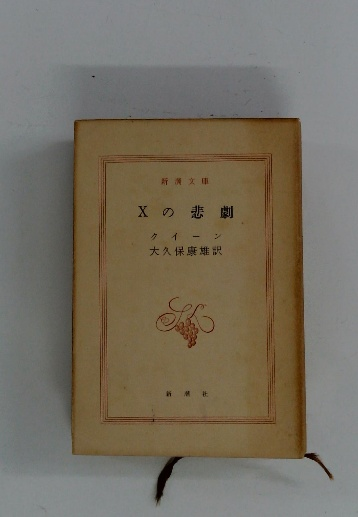 新潮文庫
Xの悲劇
クイーン
大久保康雄訳
新潮社